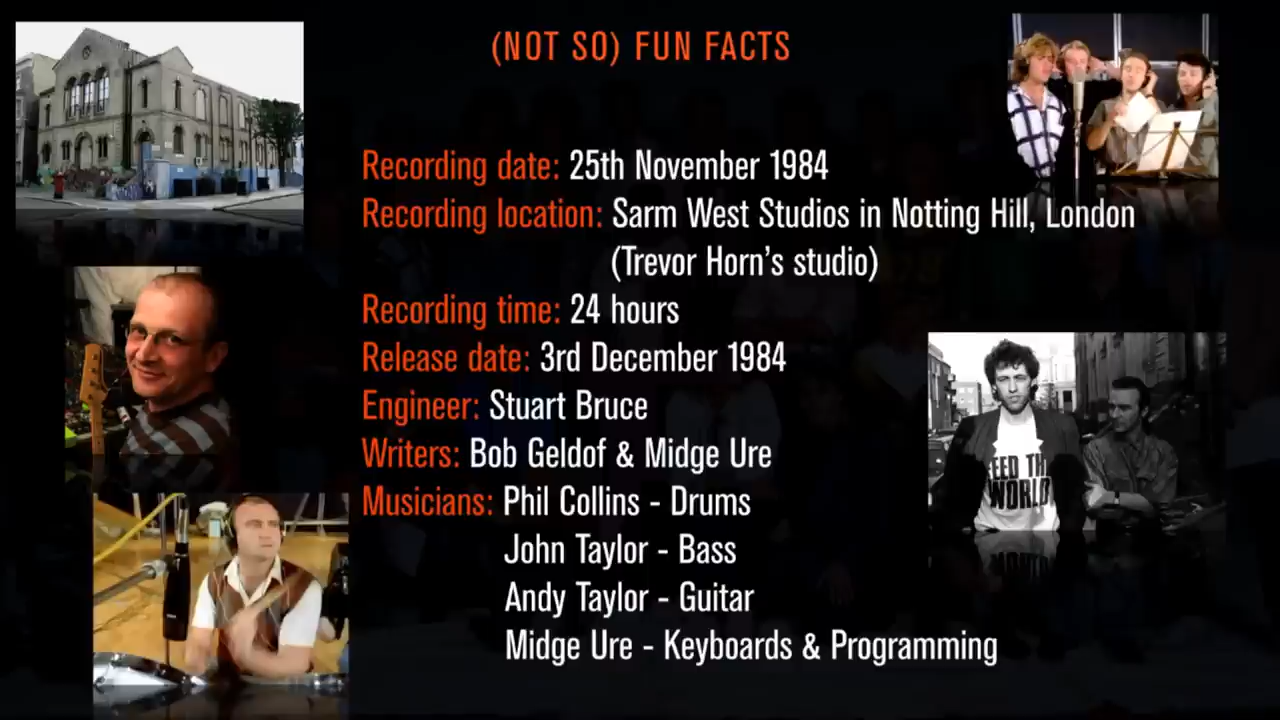 (NOT SO) FUN FACTS
Recording date: 25th November 1984
Recording location: Sarm West Studios in Notting Hill, London
(Trevor Horn's studio)
Recording time: 24 hours
Release date: 3rd December 1984
Engineer: Stuart Bruce
Writers: Bob Geldof & Midge Ure
Musicians: Phil Collins - Drums
John Taylor - Bass
Andy Taylor - Guitar
Midge Ure - Keyboards & Programming
FEED TH
WORLD